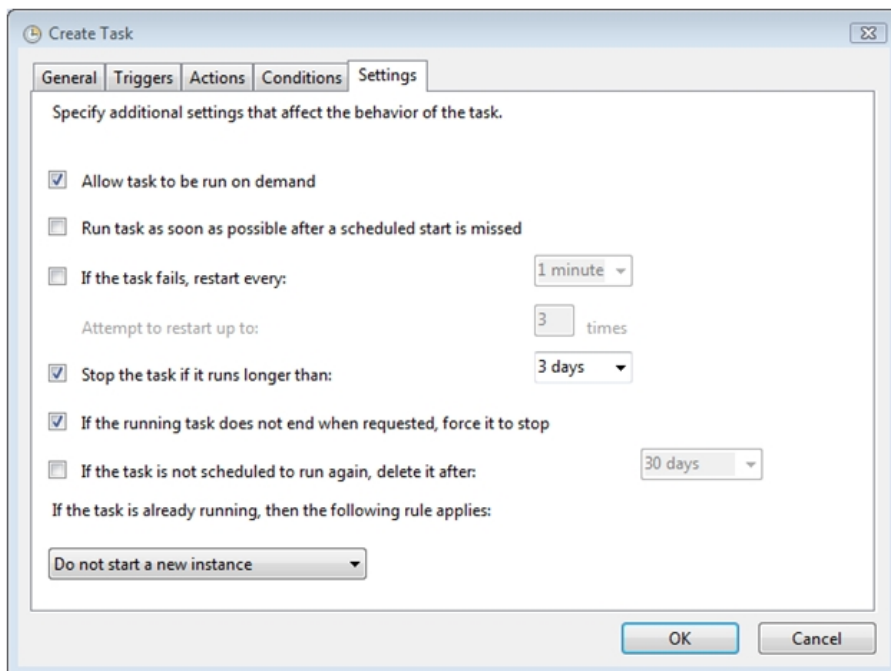 Create Task
General Triggers Actions Conditions Settings
Specify additional settings that affect the behavior of the task.
Allow task to be run on demand
Run task as soon as possible after a scheduled start is missed
If the task fails, restart every: 1 minute
Attempt to restart up to: 3 times
Stop the task if it runs longer than: 3 days
If the running task does not end when requested, force it to stop
If the task is not scheduled to run again, delete it after: 30 days
If the task is already running, then the following rule applies:
Do not start a new instance
OK Cancel